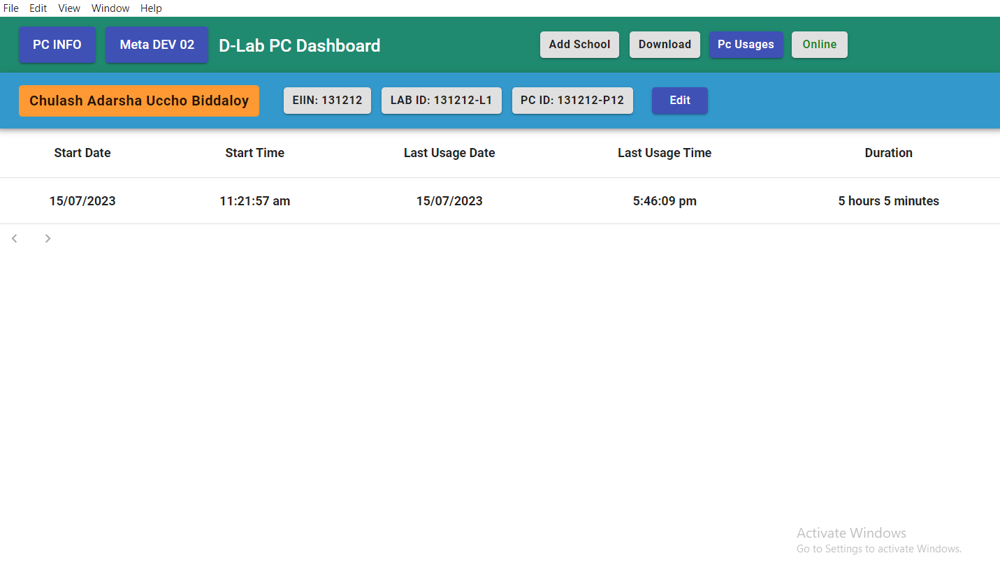 File Edit View Window Help
PC INFO Meta DEV 02 D-Lab PC Dashboard Add School Download Pc Usages Online
Chulash Adarsha Uccho Biddaloy EIIN: 131212 LAB ID: 131212-L1 PC ID: 131212-P12 Edit
Start Date Start Time Last Usage Date Last Usage Time Duration
15/07/2023 11:21:57 am 15/07/2023 5:46:09 pm 5 hours 5 minutes
Activate Windows
Go to Settings to activate Windows.